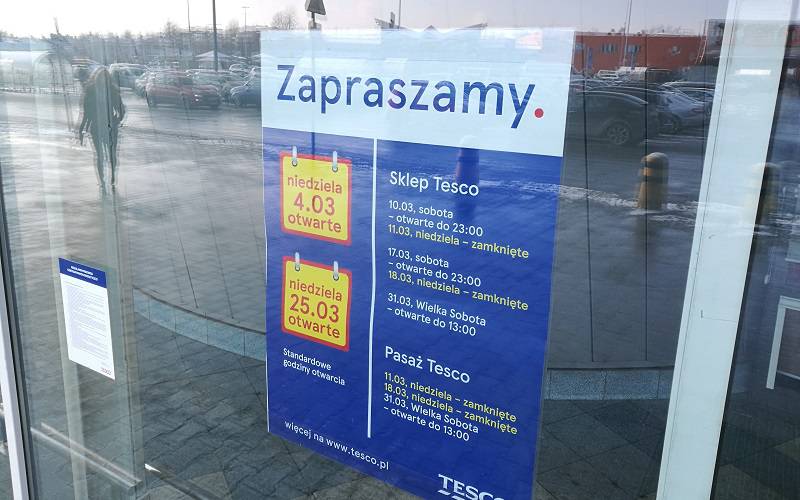 Zapraszamy.
niedziela
4.03
otwarte
niedziela
25.03
otwarte
Standardowe
godziny otwarcia
więcej na www.tesco.pl
Sklep Tesco
10.03, sobota
– otwarte do 23:00
11.03, niedziela – zamknięte
17.03, sobota
– otwarte do 23:00
18.03, niedziela – zamknięte
31.03, Wielka Sobota
– otwarte do 13:00
Pasaż Tesco
11.03, niedziela – zamknięte
18.03, niedziela – zamknięte
31.03, Wielka Sobota
– otwarte do 13:00
TESCO
TESCO